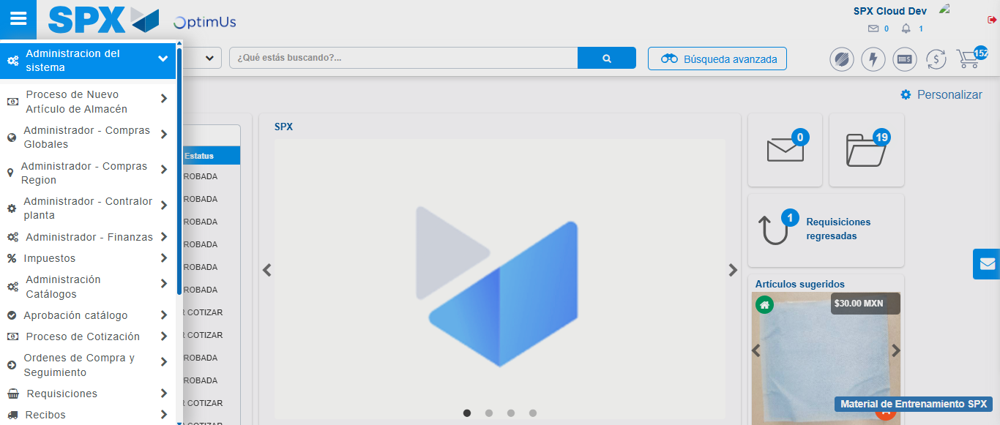 SPX
OptimUs
SPX Cloud Dev
0
1
Administracion del
sistema
¿Qué estás buscando?...
Búsqueda avanzada
152
Personalizar
Proceso de Nuevo
Artículo de Almacén
Administrador - Compras
Globales
Administrador - Compras
Region
Administrador - Contralor
planta
Administrador - Finanzas
Impuestos
Administración
Catálogos
Aprobación catálogo
Proceso de Cotización
Ordenes de Compra y
Seguimiento
Requisiciones
Recibos
Estatus
ROBADA
ROBADA
ROBADA
ROBADA
ROBADA
ROBADA
COTIZAR
COTIZAR
ROBADA
ROBADA
COTIZAR
COTIZAR
SPX
0
19
1
Requisiciones
regresadas
Artículos sugeridos
$30.00 MXN
Material de Entrenamiento SPX